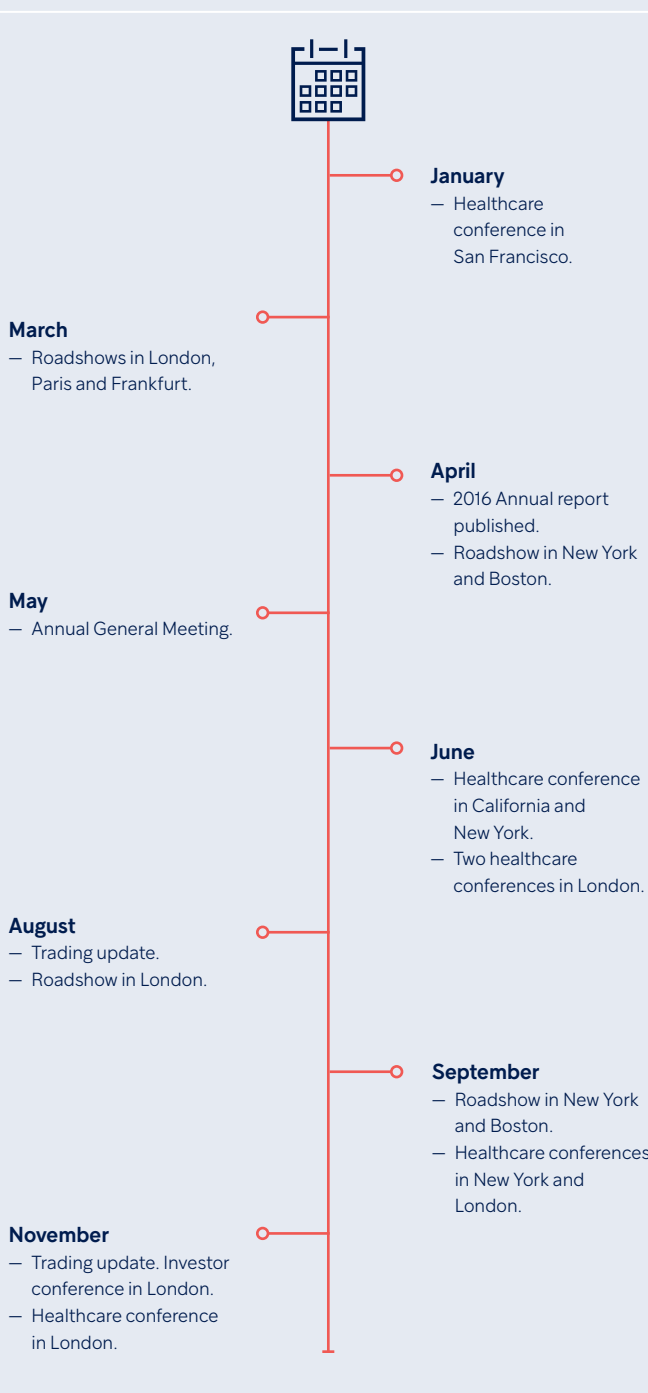 January
— Healthcare
conference in
San Francisco.
March
— Roadshows in London,
Paris and Frankfurt.
April
— 2016 Annual report
published.
— Roadshow in New York
and Boston.
May
— Annual General Meeting.
June
— Healthcare conference
in California and
New York.
— Two healthcare
conferences in London.
August
— Trading update.
— Roadshow in London.
September
— Roadshow in New York
and Boston.
— Healthcare conferences
in New York and
London.
November
— Trading update. Investor
conference in London.
— Healthcare conference
in London.